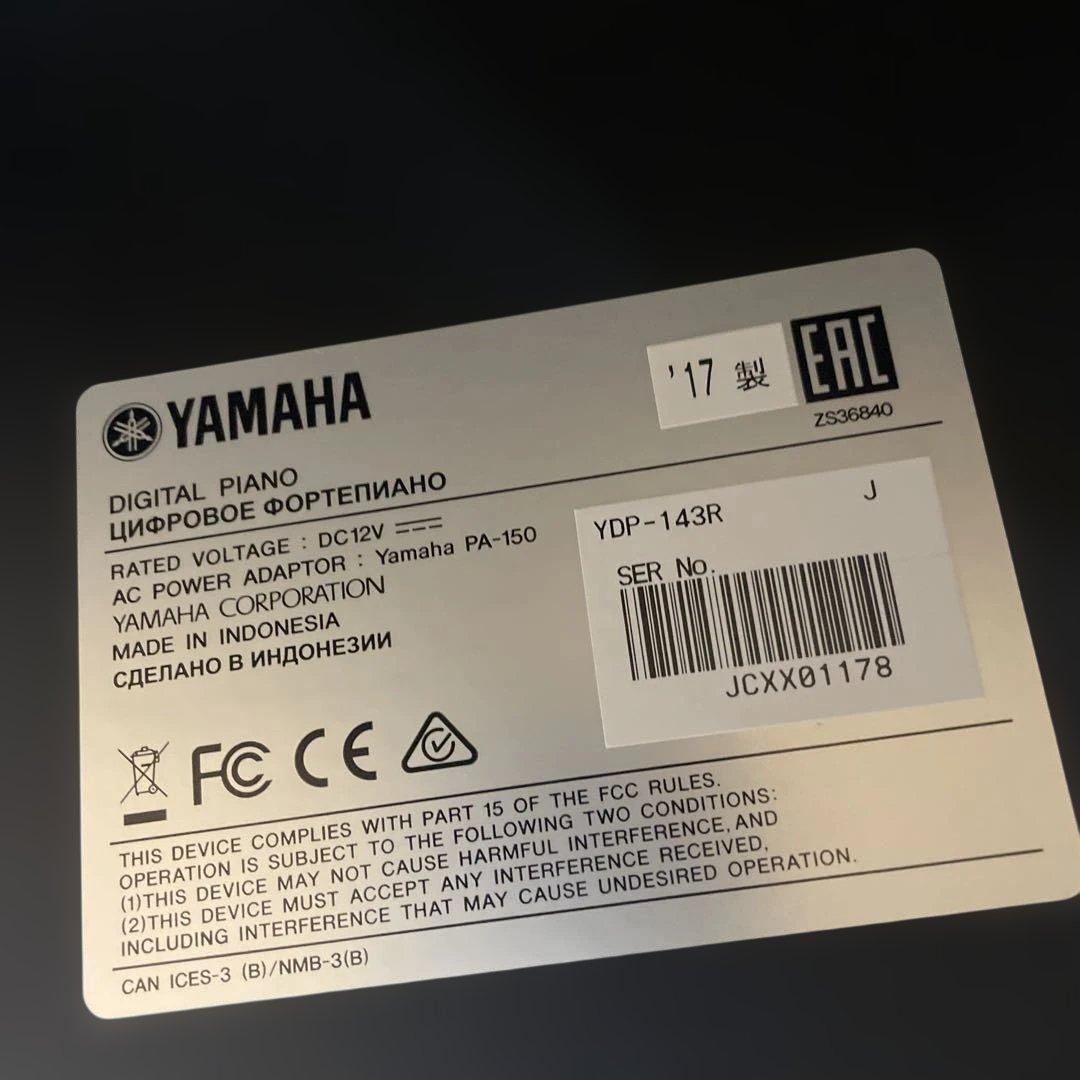 YAMAHA
'17 製
EAC
ZS36840
DIGITAL PIANO
ЦИФРОВОЕ ФОРТЕПИАНО
RATED VOLTAGE : DC12V
AC POWER ADAPTOR : Yamaha PA-150
YAMAHA CORPORATION
MADE IN INDONESIA
СДЕЛАНО В ИНДОНЕЗИИ
J
YDP-143R
SER No.
JCXX01178
FC CE
THIS DEVICE COMPLIES WITH PART 15 OF THE FCC RULES.
OPERATION IS SUBJECT TO THE FOLLOWING TWO CONDITIONS:
(1)THIS DEVICE MAY NOT CAUSE HARMFUL INTERFERENCE, AND
(2)THIS DEVICE MUST ACCEPT ANY INTERFERENCE RECEIVED,
INCLUDING INTERFERENCE THAT MAY CAUSE UNDESIRED OPERATION.
CAN ICES-3 (B)/NMB-3(B)